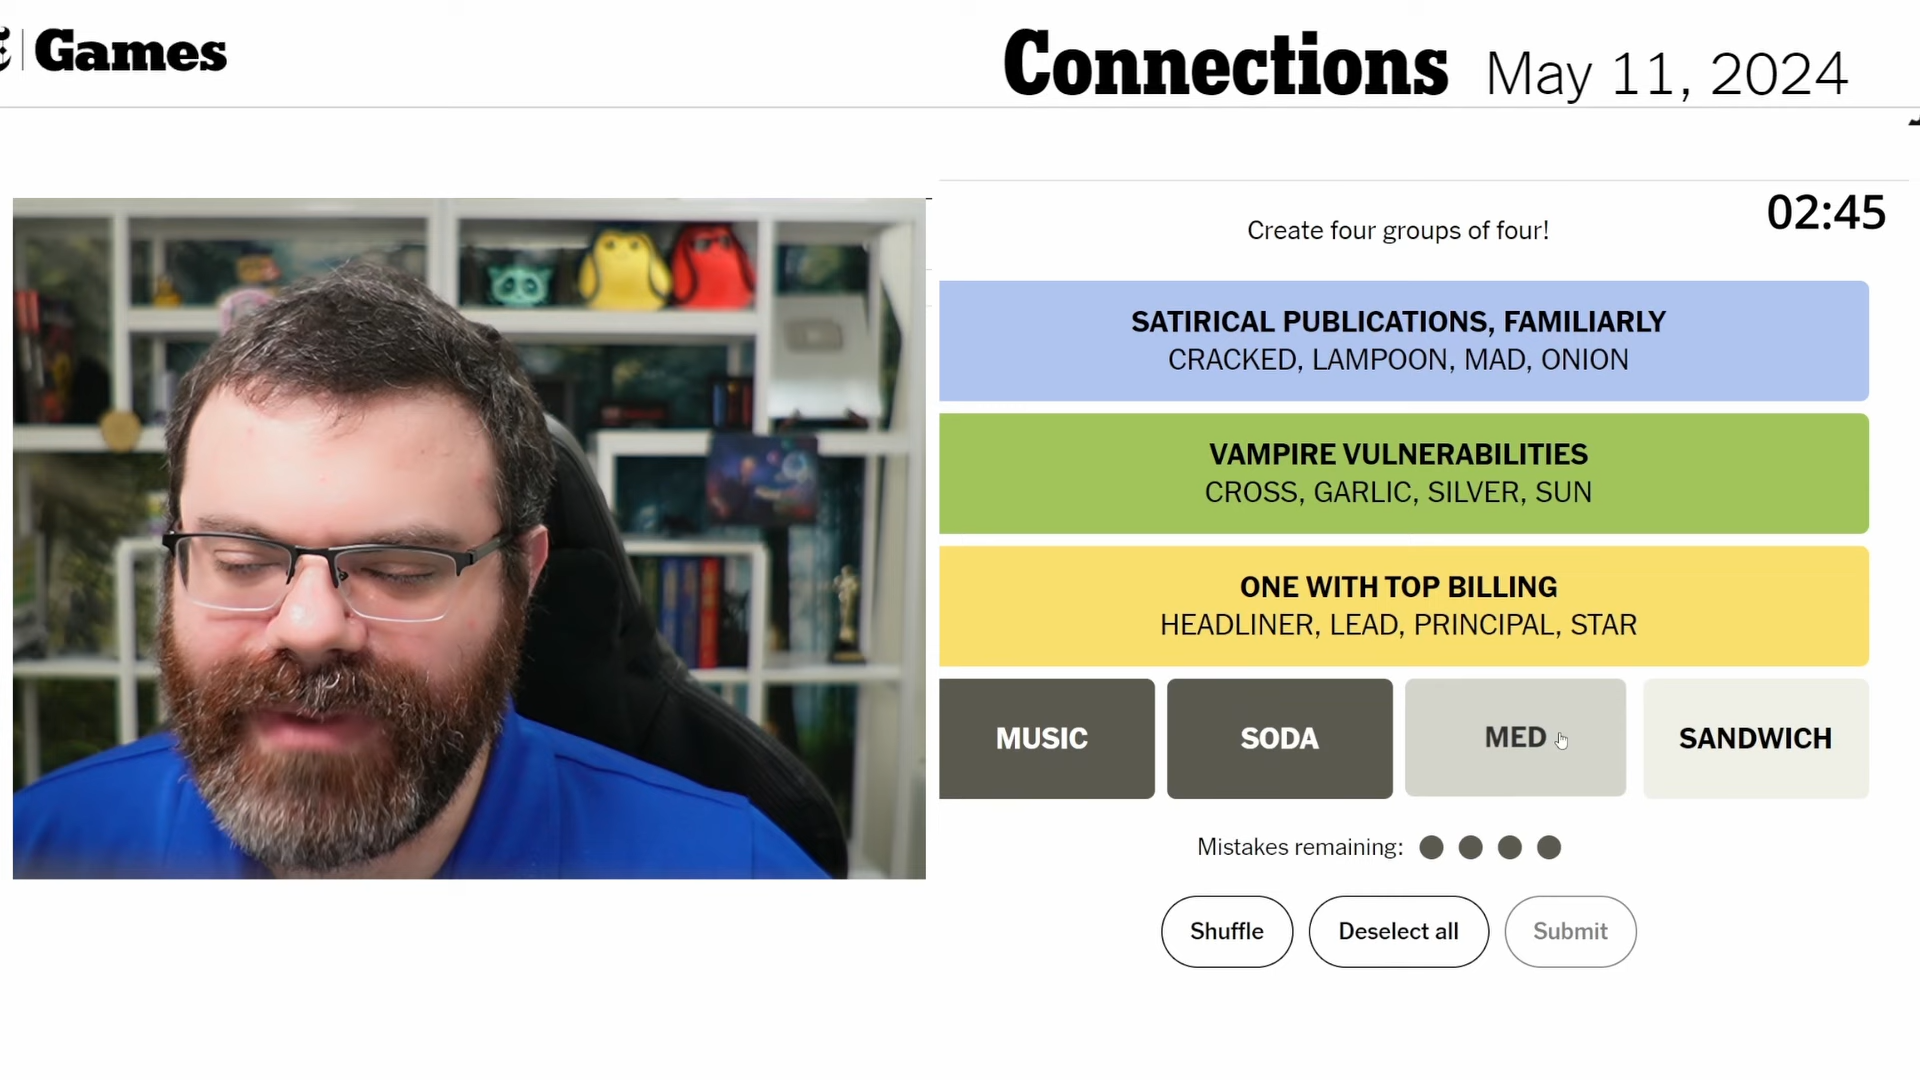 Games
Connections May 11, 2024
02:45
Create four groups of four!
SATIRICAL PUBLICATIONS, FAMILIARLY
CRACKED, LAMPOON, MAD, ONION
VAMPIRE VULNERABILITIES
CROSS, GARLIC, SILVER, SUN
ONE WITH TOP BILLING
HEADLINER, LEAD, PRINCIPAL, STAR
MUSIC SODA MED SANDWICH
Mistakes remaining:
Shuffle Deselect all Submit